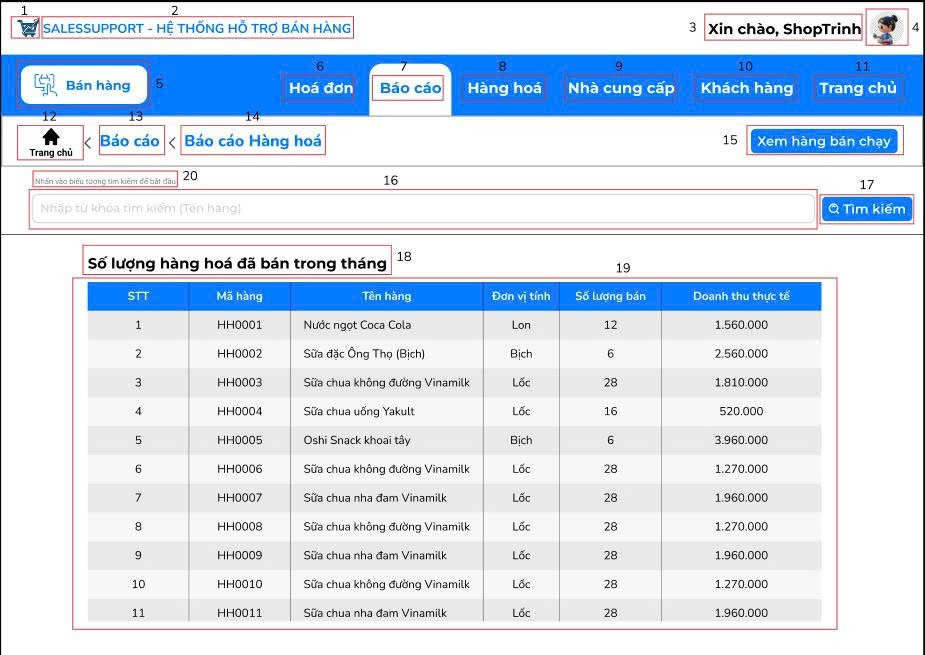 1 2
SALESSUPPORT - HỆ THỐNG HỖ TRỢ BÁN HÀNG 3 Xin chào, ShopTrinh 4
6 7 8 9 10 11
Bán hàng 5 Hoá đơn Báo cáo Hàng hoá Nhà cung cấp Khách hàng Trang chủ
12 13 14
Trang chủ < Báo cáo < Báo cáo Hàng hoá 15 Xem hàng bán chạy
Nhấn vào biểu tượng tìm kiếm để bắt đầu 20 16 17
Nhập từ khóa tìm kiếm (Tên hàng) Tìm kiếm
Số lượng hàng hoá đã bán trong tháng 18 19
STT Mã hàng Tên hàng Đơn vị tính Số lượng bán Doanh thu thực tế
1 HH0001 Nước ngọt Coca Cola Lon 12 1.560.000
2 HH0002 Sữa đặc Ông Thọ (Bịch) Bịch 6 2.560.000
3 HH0003 Sữa chua không đường Vinamilk Lốc 28 1.810.000
4 HH0004 Sữa chua uống Yakult Lốc 16 520.000
5 HH0005 Oshi Snack khoai tây Bịch 6 3.960.000
6 HH0006 Sữa chua không đường Vinamilk Lốc 28 1.270.000
7 HH0007 Sữa chua nha đam Vinamilk Lốc 28 1.960.000
8 HH0008 Sữa chua không đường Vinamilk Lốc 28 1.270.000
9 HH0009 Sữa chua nha đam Vinamilk Lốc 28 1.960.000
10 HH0010 Sữa chua không đường Vinamilk Lốc 28 1.270.000
11 HH0011 Sữa chua nha đam Vinamilk Lốc 28 1.960.000